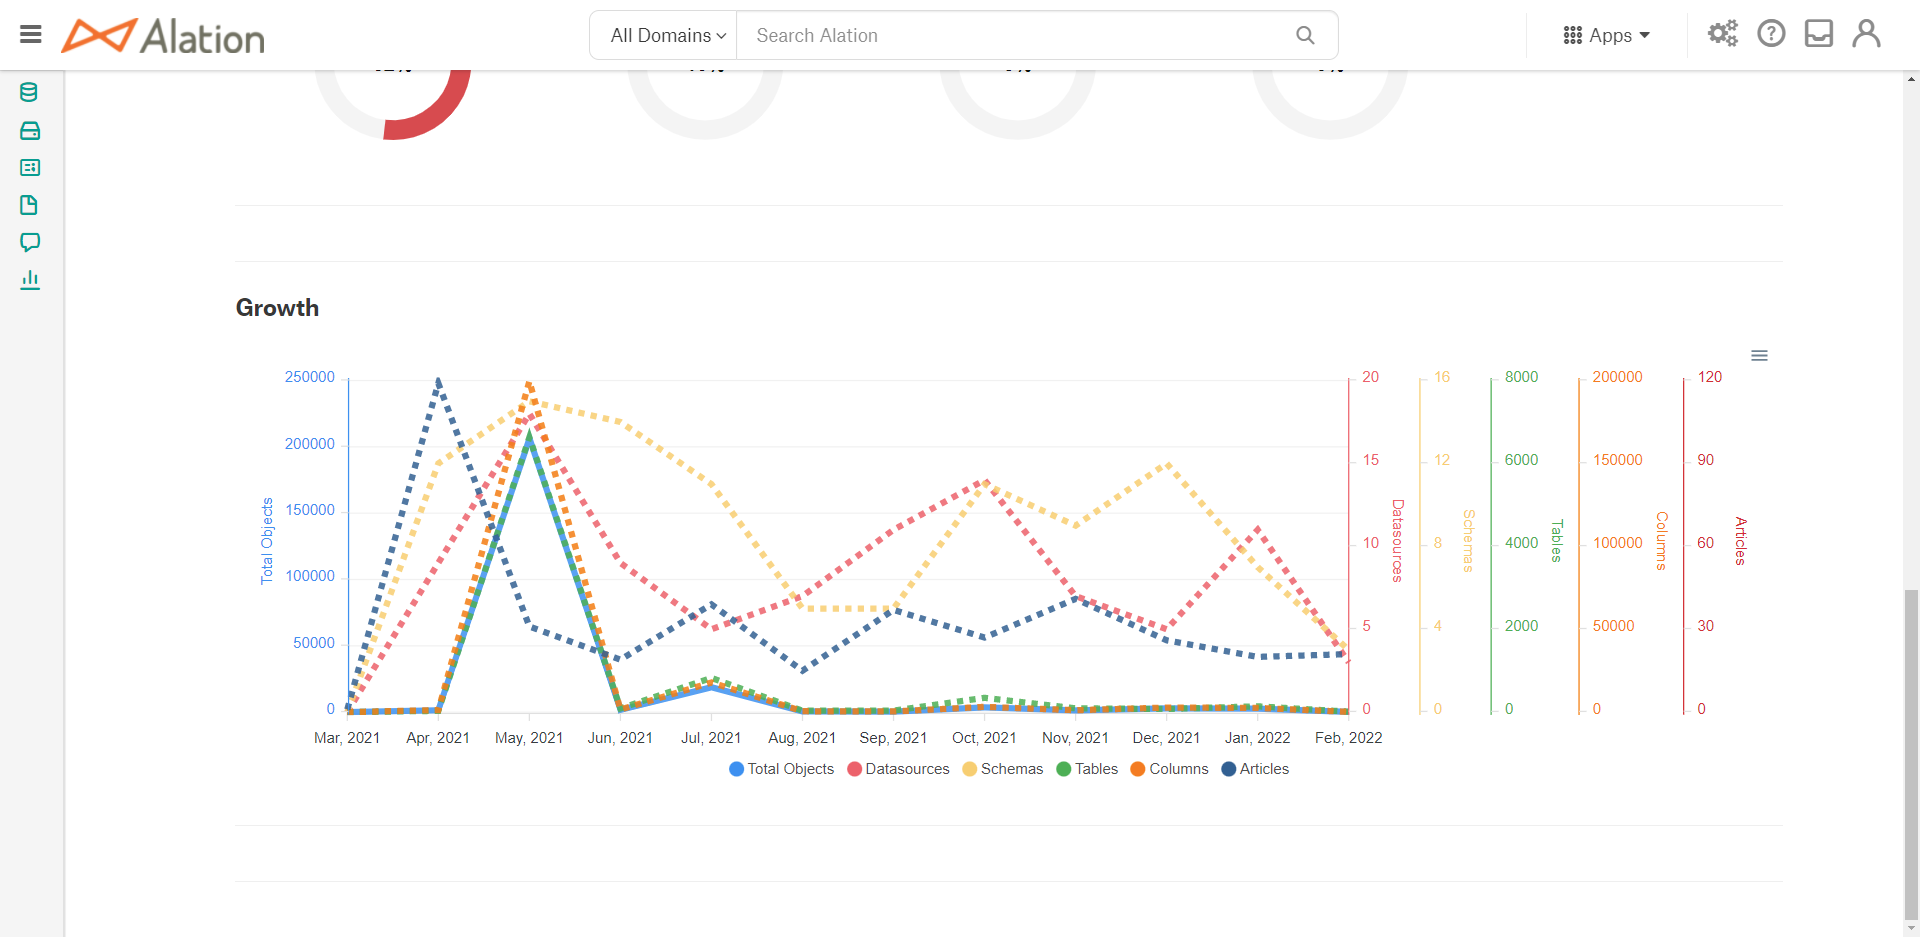 Alation
All Domains
Search Alation
Apps
Growth
250000
200000
150000
100000
50000
0
Total Objects
20
15
10
5
0
Datasources
16
12
8
4
0
Schemas
8000
6000
4000
2000
0
Tables
200000
150000
100000
50000
0
Columns
120
90
60
30
0
Articles
Mar, 2021 Apr, 2021 May, 2021 Jun, 2021 Jul, 2021 Aug, 2021 Sep, 2021 Oct, 2021 Nov, 2021 Dec, 2021 Jan, 2022 Feb, 2022
Total Objects Datasources Schemas Tables Columns Articles